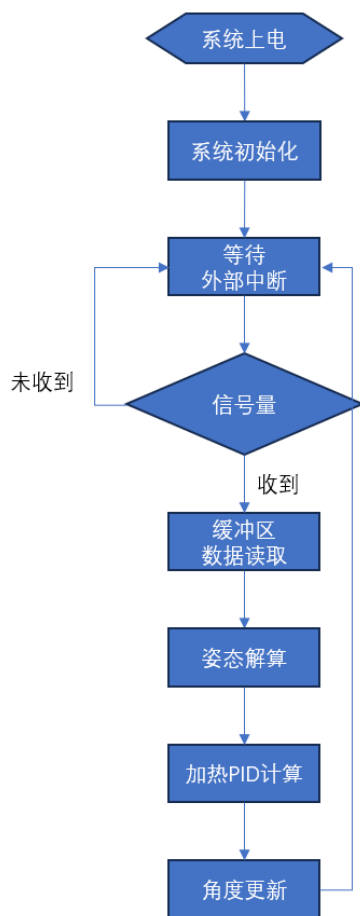 系统上电
系统初始化
等待
外部中断
信号量
未收到
收到
缓冲区
数据读取
姿态解算
加热PID计算
角度更新